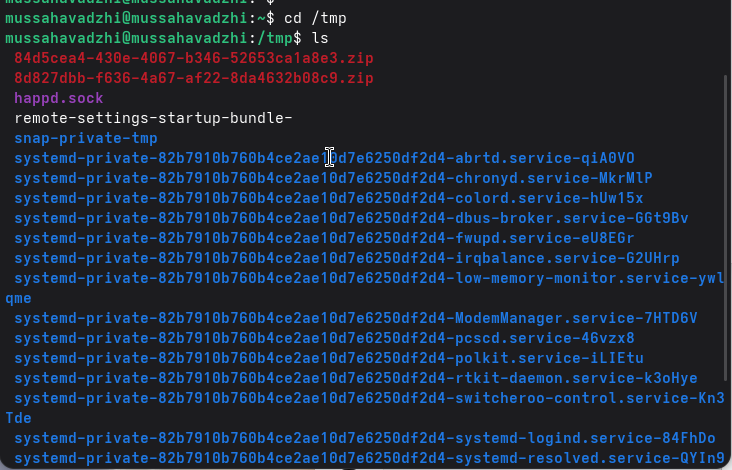 mussahavadzhi@mussahavadzhi:~$ cd /tmp
mussahavadzhi@mussahavadzhi:/tmp$ ls
84d5cea4-430e-4067-b346-52653ca1a8e3.zip
8d827dbb-f636-4a67-af22-8da4632b08c9.zip
happd.sock
remote-settings-startup-bundle-
snap-private-tmp
systemd-private-82b7910b760b4ce2ae10d7e6250df2d4-abrtd.service-qiA0VO
systemd-private-82b7910b760b4ce2ae10d7e6250df2d4-chronyd.service-MkrMlP
systemd-private-82b7910b760b4ce2ae10d7e6250df2d4-colord.service-hUw15x
systemd-private-82b7910b760b4ce2ae10d7e6250df2d4-dbus-broker.service-GGt9Bv
systemd-private-82b7910b760b4ce2ae10d7e6250df2d4-fwupd.service-eU8EGr
systemd-private-82b7910b760b4ce2ae10d7e6250df2d4-irqbalance.service-G2UHrp
systemd-private-82b7910b760b4ce2ae10d7e6250df2d4-low-memory-monitor.service-ywl
qme
systemd-private-82b7910b760b4ce2ae10d7e6250df2d4-ModemManager.service-7HTD6V
systemd-private-82b7910b760b4ce2ae10d7e6250df2d4-pcscd.service-46vzx8
systemd-private-82b7910b760b4ce2ae10d7e6250df2d4-polkit.service-iLIEtu
systemd-private-82b7910b760b4ce2ae10d7e6250df2d4-rtkit-daemon.service-k3oHye
systemd-private-82b7910b760b4ce2ae10d7e6250df2d4-switcheroo-control.service-Kn3
Tde
systemd-private-82b7910b760b4ce2ae10d7e6250df2d4-systemd-logind.service-84FhDo
systemd-private-82b7910b760b4ce2ae10d7e6250df2d4-systemd-resolved.service-QYIn9